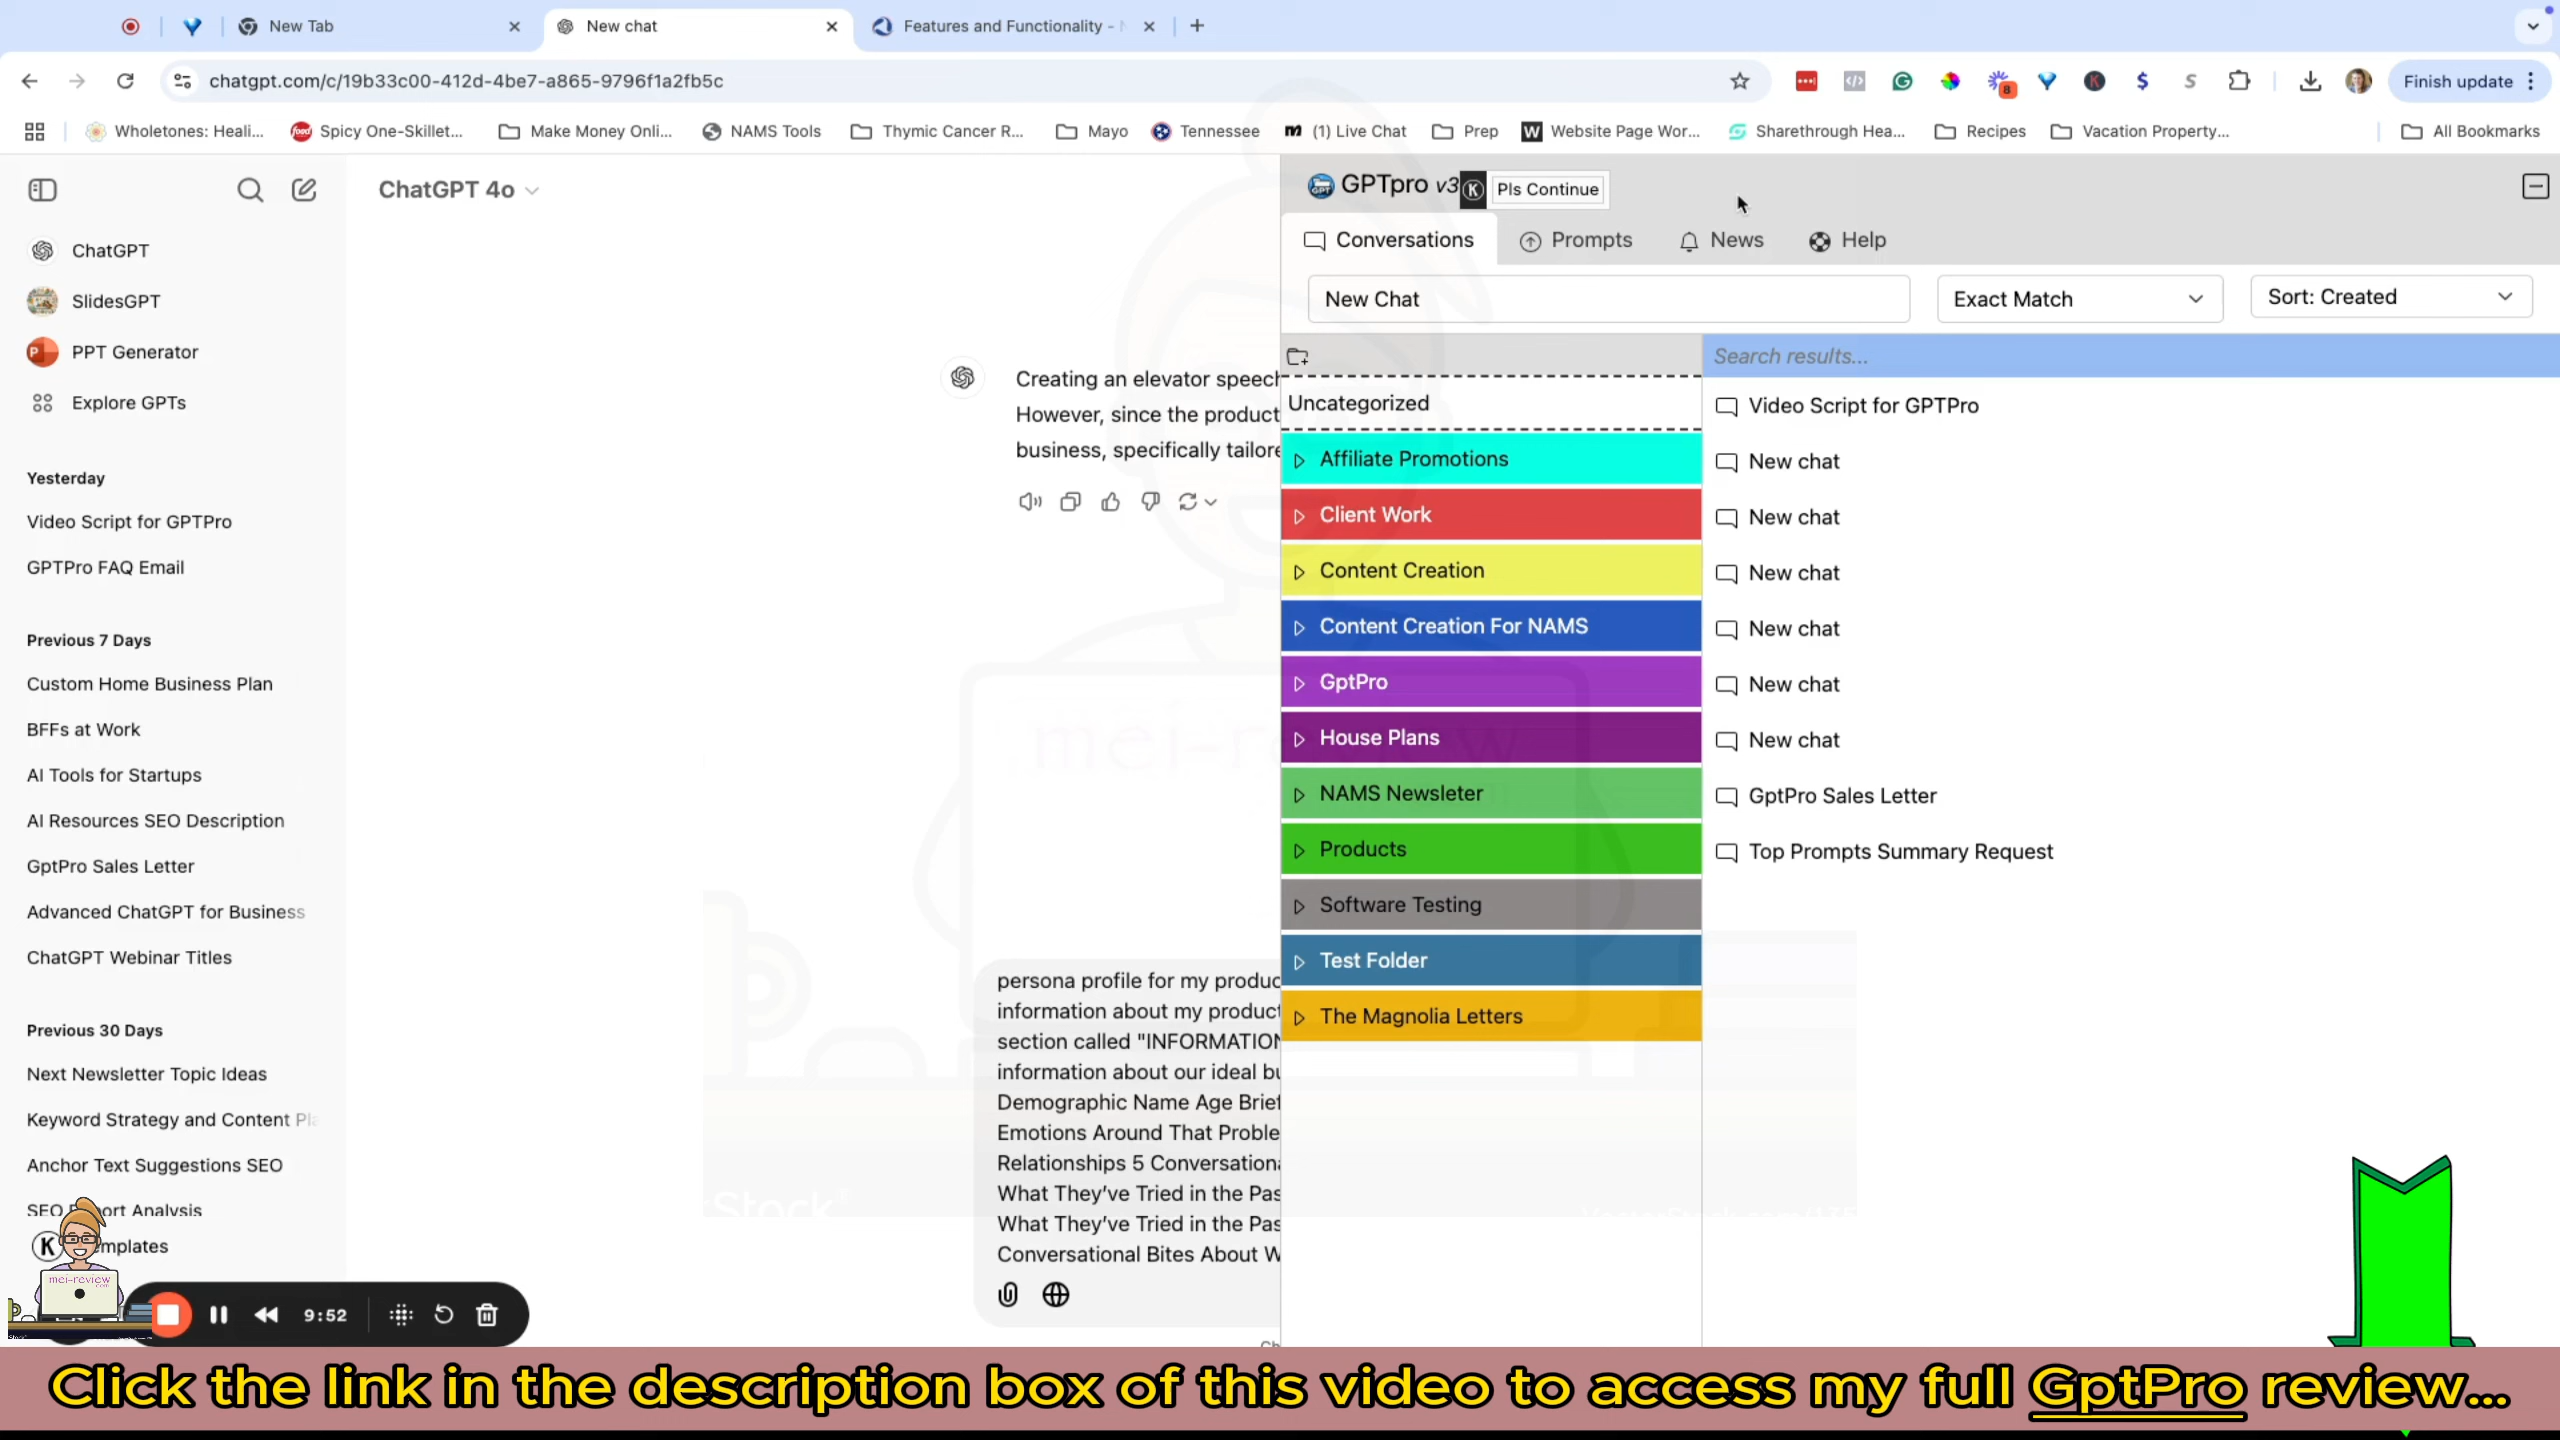 New Tab
New chat
Features and Functionality -
chatgpt.com/c/19b33c00-412d-4be7-a865-9796f1a2fb5c
8
Finish update
Wholetones: Heali...
Spicy One-Skillet...
Make Money Onli...
NAMS Tools
Thymic Cancer R...
Mayo
Tennessee
(1) Live Chat
Prep
Website Page Wor...
Sharethrough Hea...
Recipes
Vacation Property...
All Bookmarks
ChatGPT
SlidesGPT
PPT Generator
Explore GPTs
Yesterday
Video Script for GPTPro
GPTPro FAQ Email
Previous 7 Days
Custom Home Business Plan
BFFs at Work
AI Tools for Startups
AI Resources SEO Description
GptPro Sales Letter
Advanced ChatGPT for Business
ChatGPT Webinar Titles
Previous 30 Days
Next Newsletter Topic Ideas
Keyword Strategy and Content Pla
Anchor Text Suggestions SEO
Analysis
mei-review
9:52
ChatGPT 4o
Creating an elevator speech
However, since the product
business, specifically tailore
persona profile for my produc
information about my product
section called "INFORMATION
information about our ideal bu
Demographic Name Age Brief
Emotions Around That Proble
Relationships 5 Conversationa
What They've Tried in the Pas
What They've Tried in the Pas
Conversational Bites About W
GPTpro v3
K
Pls Continue
Conversations
Prompts
News
Help
New Chat
Exact Match
Sort: Created
Search results...
Uncategorized
Affiliate Promotions
Client Work
Content Creation
Content Creation For NAMS
GptPro
House Plans
NAMS Newsleter
Products
Software Testing
Test Folder
The Magnolia Letters
Video Script for GPTPro
New chat
New chat
New chat
New chat
New chat
New chat
GptPro Sales Letter
Top Prompts Summary Request
Click the link in the description box of this video to access my full GptPro review...